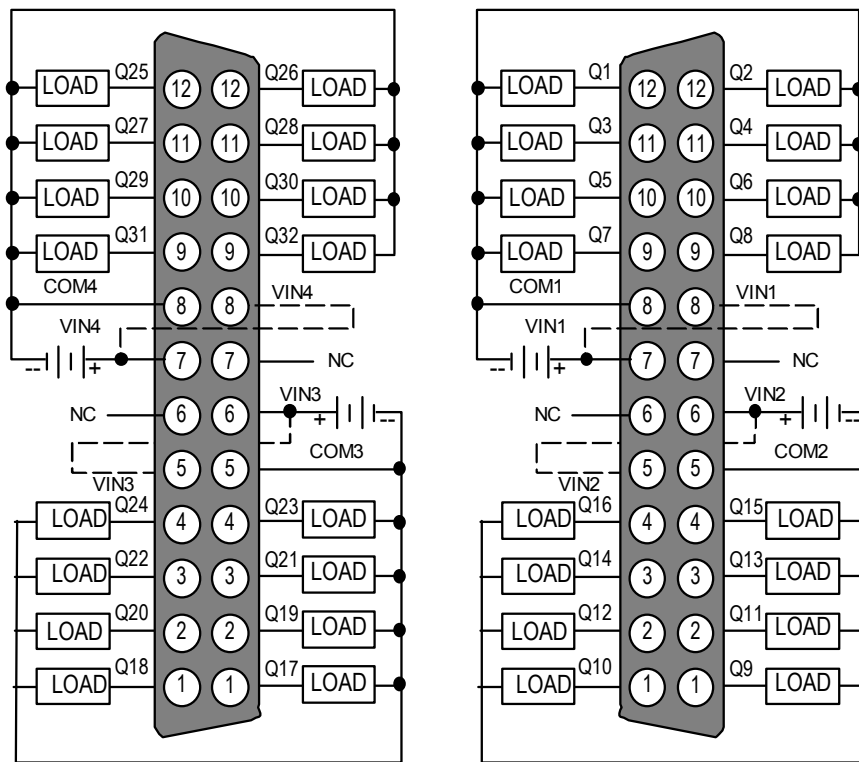 Q25 Q26 Q1 Q2
LOAD 12 12 LOAD LOAD 12 12 LOAD
Q27 Q28 Q3 Q4
LOAD 11 11 LOAD LOAD 11 11 LOAD
Q29 Q30 Q5 Q6
LOAD 10 10 LOAD LOAD 10 10 LOAD
Q31 Q32 Q7 Q8
LOAD 9 9 LOAD LOAD 9 9 LOAD
COM4 VIN4 COM1 VIN1
8 8 8 8
VIN4 VIN1
-- + 7 7 NC -- + 7 7 NC
VIN3 VIN2
NC 6 6 + -- NC 6 6 + --
COM3 COM2
5 5 5 5
VIN3 VIN2
Q24 Q23 Q16 Q15
LOAD 4 4 LOAD LOAD 4 4 LOAD
Q22 Q21 Q14 Q13
LOAD 3 3 LOAD LOAD 3 3 LOAD
Q20 Q19 Q12 Q11
LOAD 2 2 LOAD LOAD 2 2 LOAD
Q18 Q17 Q10 Q9
LOAD 1 1 LOAD LOAD 1 1 LOAD